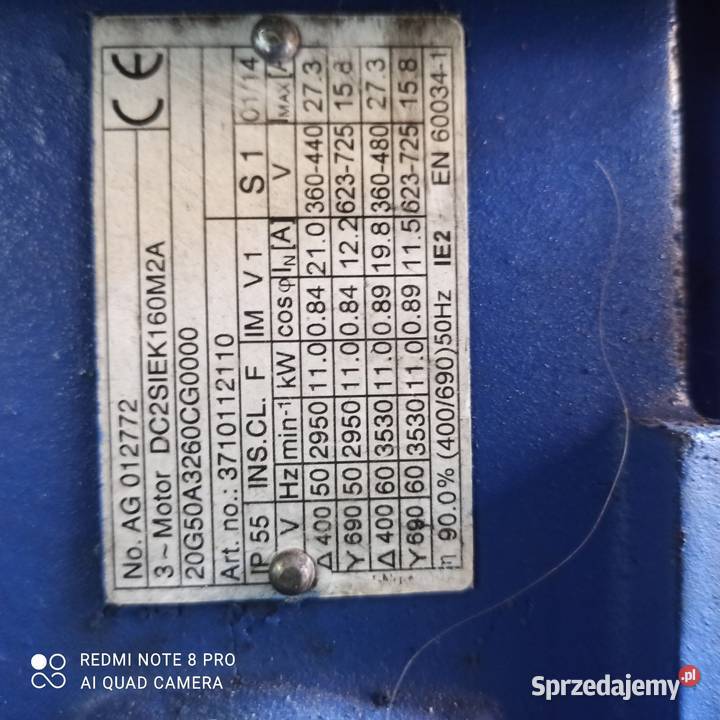 No. AG 012772 CE
3 ~ Motor DC2SIEK160M2A
20G50A3260CG0000
Art. no.: 3710112110
IP 55 INS.CL. F IM V 1 S 1 01/14
V Hz min-1 kW cosφ IN [A] V IMAX [A]
Δ 400 50 2950 11.0 0.84 21.0 360-440 27.3
Y 690 50 2950 11.0 0.84 12.2 623-725 15.8
Δ 400 60 3530 11.0 0.89 19.8 360-480 27.3
Y 690 60 3530 11.0 0.89 11.5 623-725 15.8
90.0% (400/690)50Hz IE2 EN 60034-1
REDMI NOTE 8 PRO
AI QUAD CAMERA
Sprzedajemy.pl